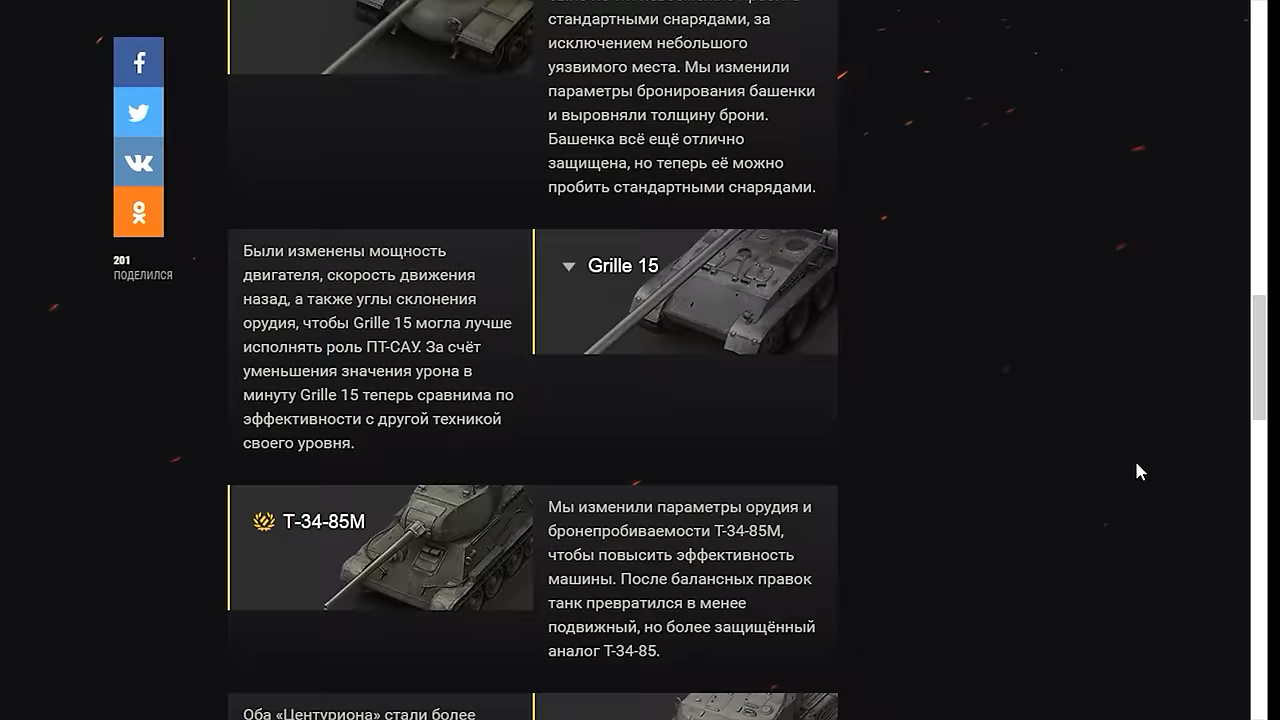 стандартными снарядами, за
исключением небольшого
уязвимого места. Мы изменили
параметры бронирования башенки
и выровняли толщину брони.
Башенка всё ещё отлично
защищена, но теперь её можно
пробить стандартными снарядами.
201
ПОДЕЛИЛСЯ
Были изменены мощность
двигателя, скорость движения
назад, а также углы склонения
орудия, чтобы Grille 15 могла лучше
исполнять роль ПТ-САУ. За счёт
уменьшения значения урона в
минуту Grille 15 теперь сравнима по
эффективности с другой техникой
своего уровня.
Grille 15
Т-34-85М
Мы изменили параметры орудия и
бронепробиваемости Т-34-85М,
чтобы повысить эффективность
машины. После балансных правок
танк превратился в менее
подвижный, но более защищённый
аналог Т-34-85.
Оба «Центуриона» стали более